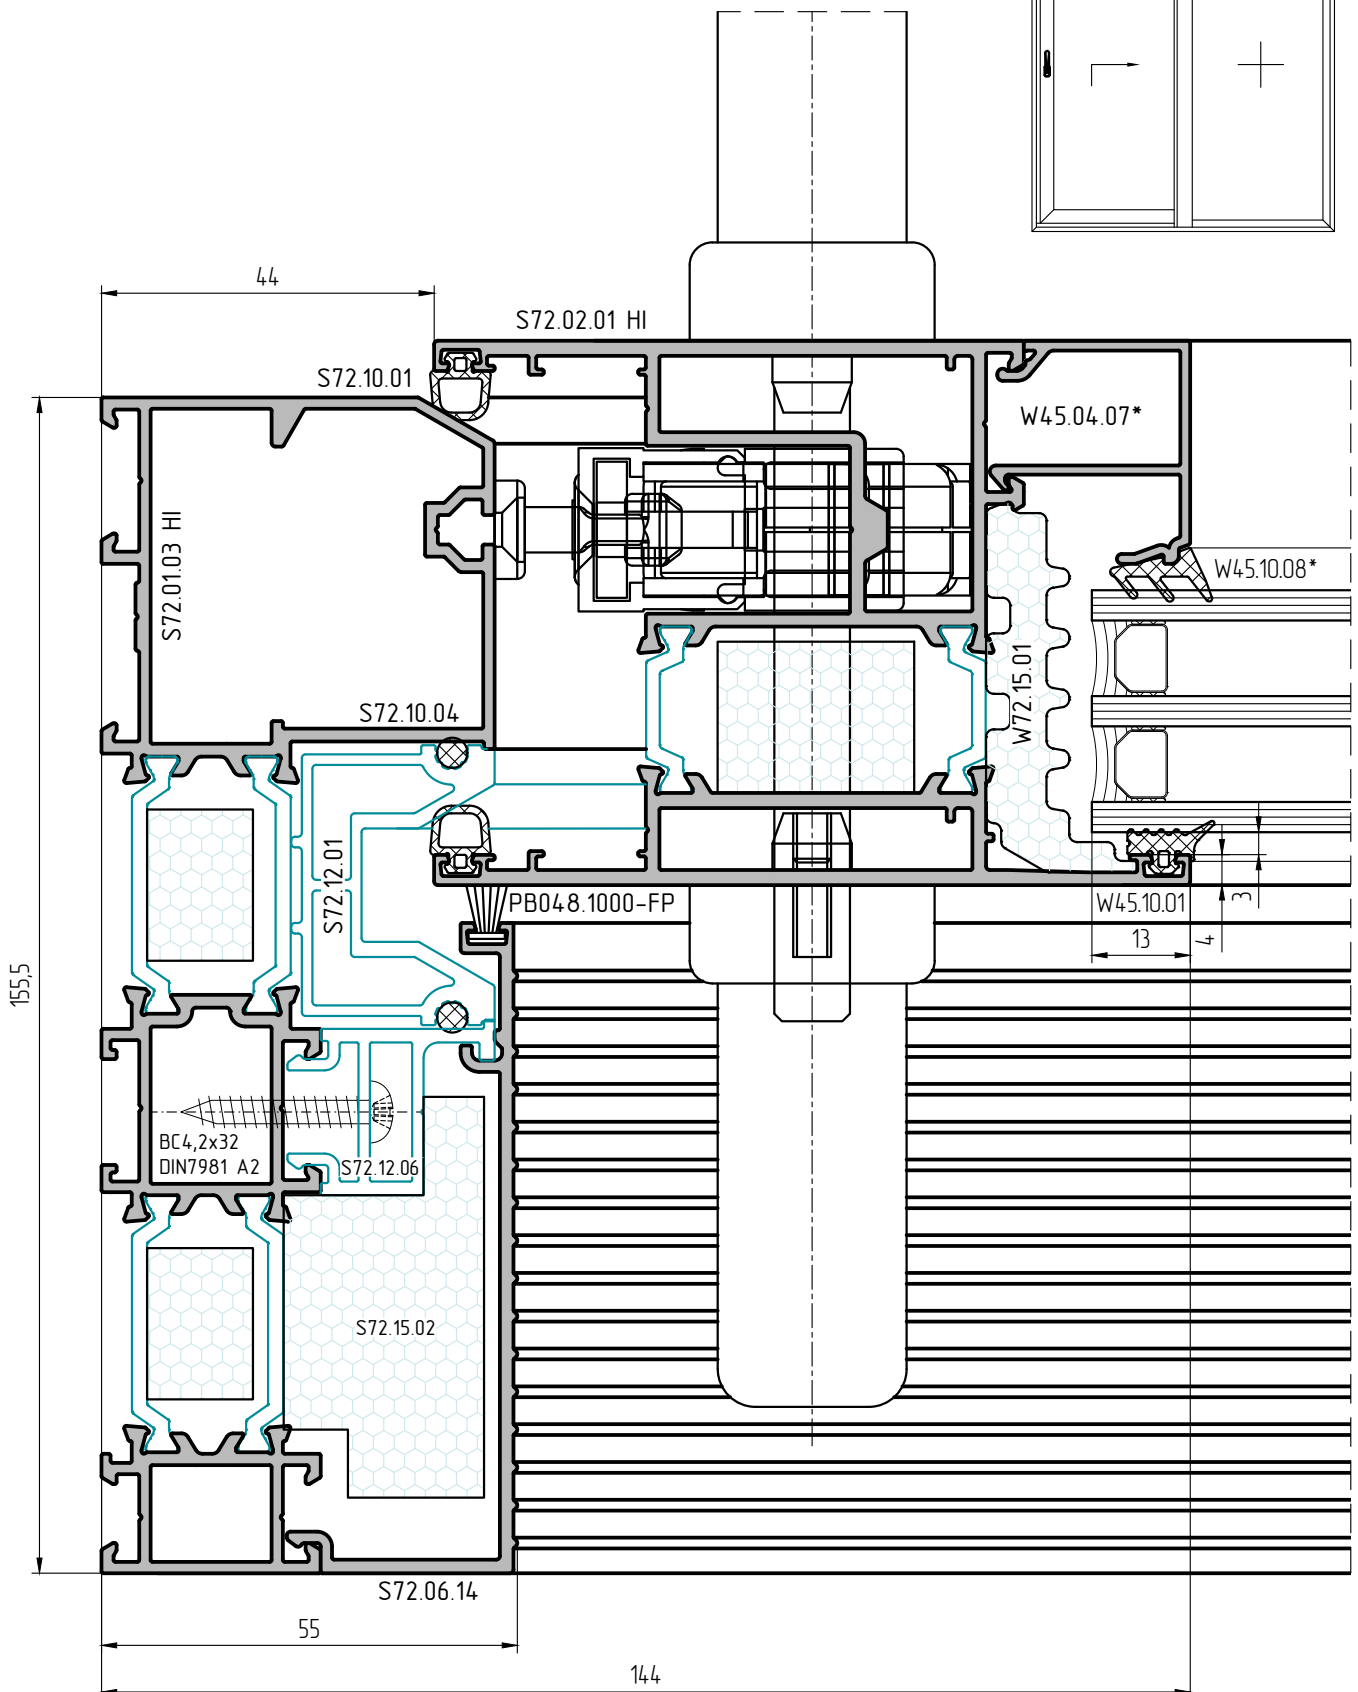 44
S72.02.01 HI
S72.10.01
W45.04.07*
S72.01.03 HI
W45.10.08*
W72.15.01
S72.10.04
S72.12.01
PB048.1000-FP
W45.10.01
3
13
4
155,5
BC4,2x32
DIN7981 A2
S72.12.06
S72.15.02
S72.06.14
55
144